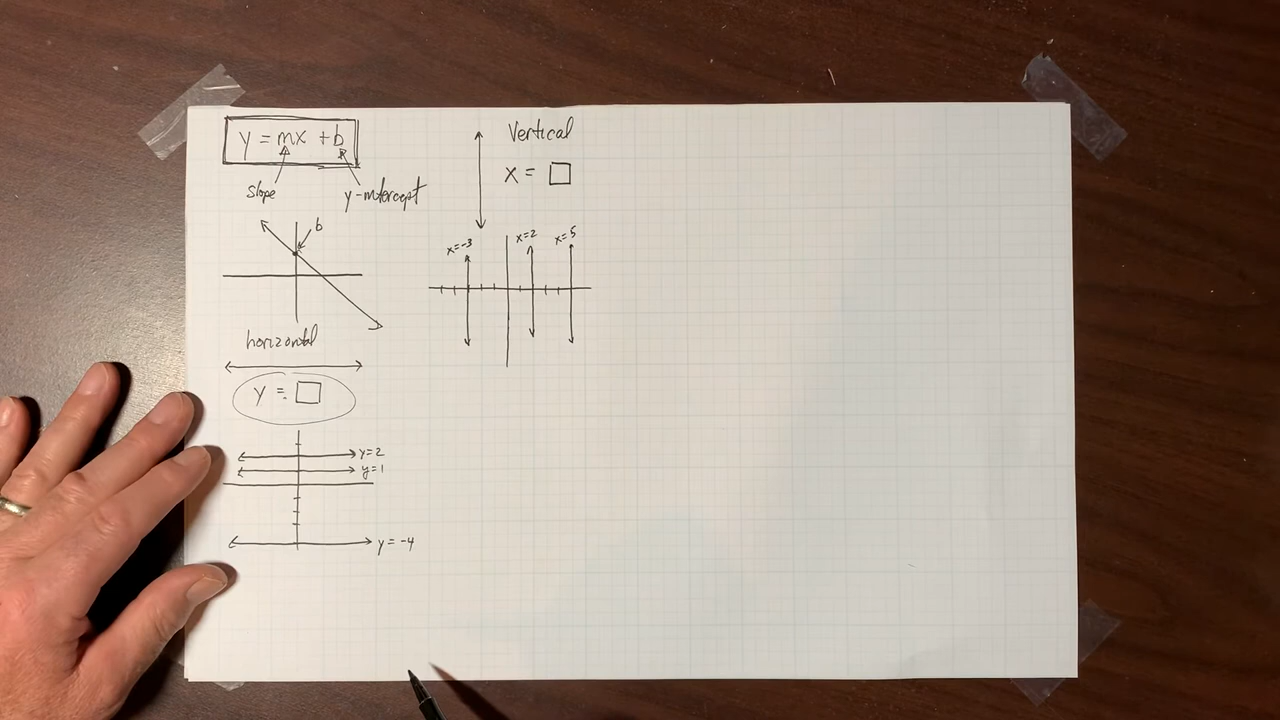 y = mx + b
slope
y-intercept
b
horizontal
y = □
y=2
y=1
y = -4
Vertical
x = □
x=-3
x=2
x=5